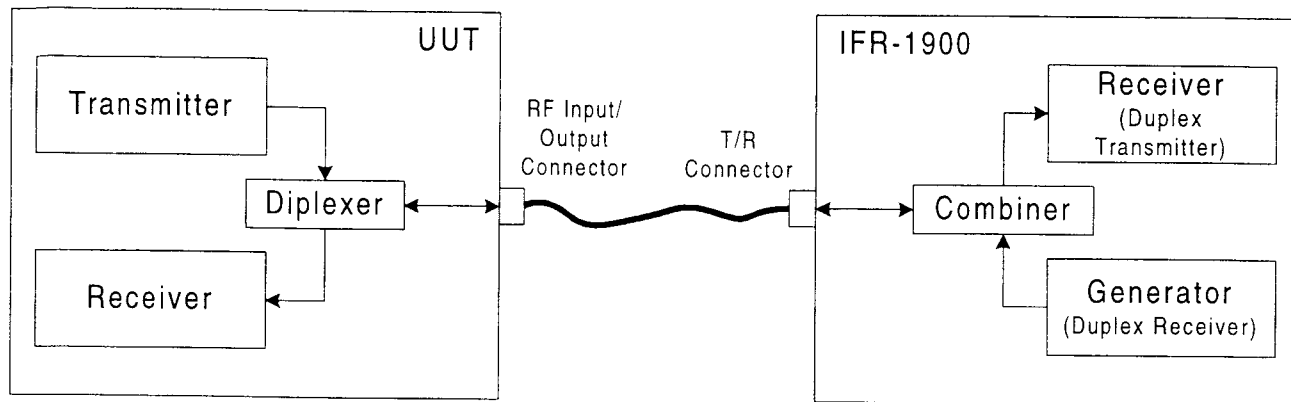 UUT
Transmitter
Diplexer
Receiver
RF Input/
Output
Connector
T/R
Connector
IFR-1900
Receiver
(Duplex
Transmitter)
Combiner
Generator
(Duplex Receiver)